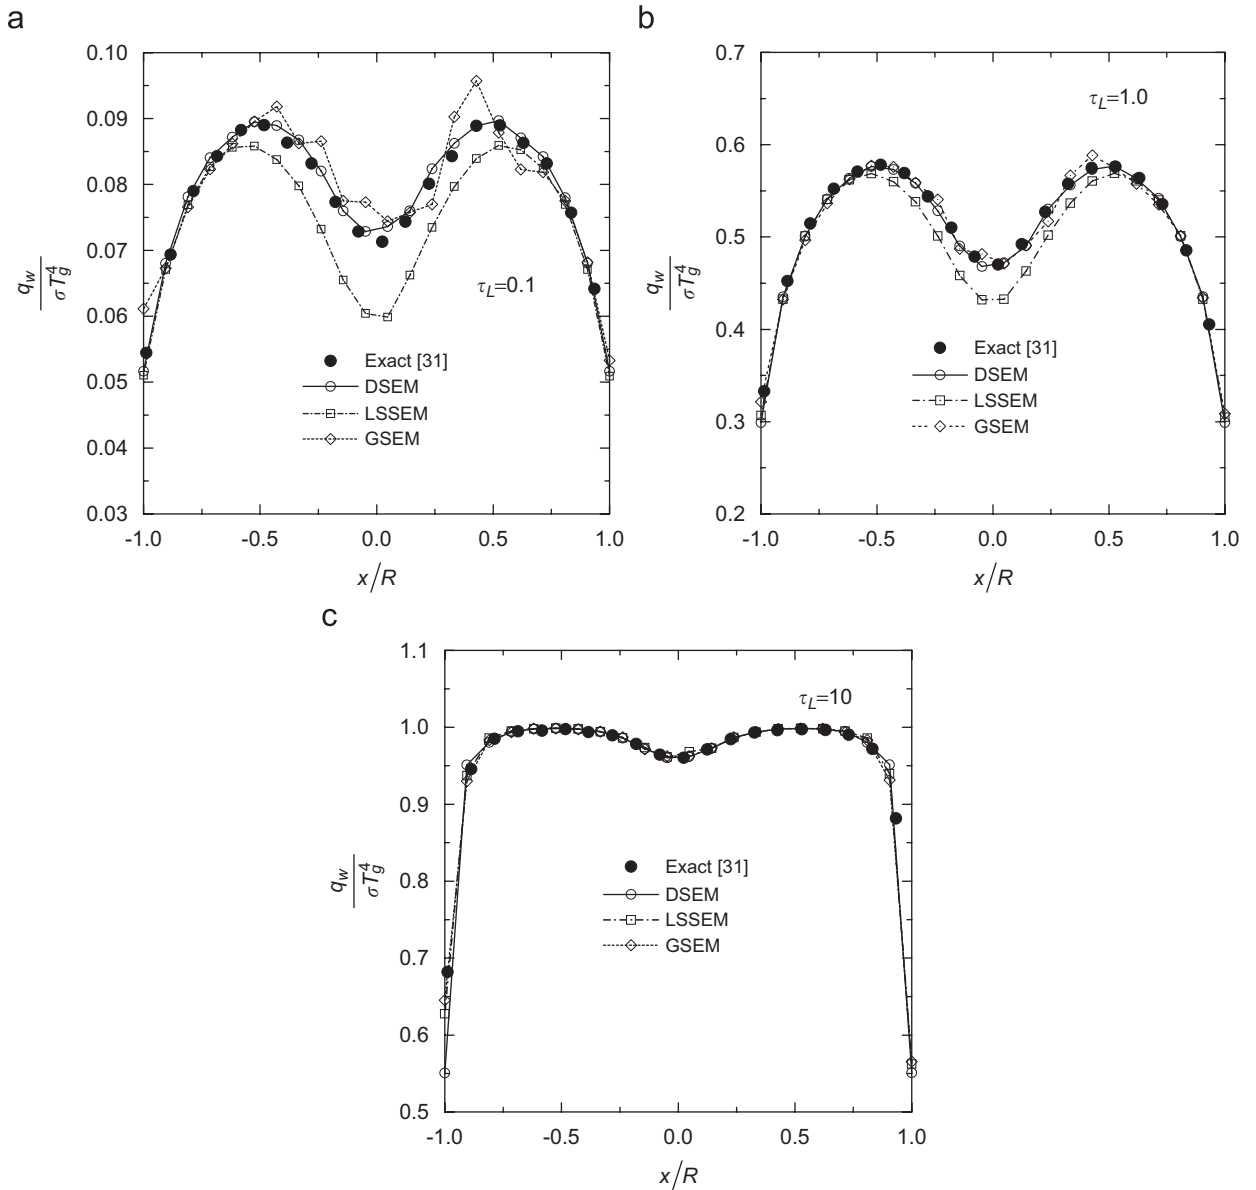 a
0.10
0.09
0.08
0.07
0.06
0.05
0.04
0.03
q_w
σT_g^4
τ_L=0.1
Exact [31]
DSEM
LSSEM
GSEM
-1.0 -0.5 0.0 0.5 1.0
x/R
b
0.7
0.6
0.5
0.4
0.3
0.2
q_w
σT_g^4
τ_L=1.0
Exact [31]
DSEM
LSSEM
GSEM
-1.0 -0.5 0.0 0.5 1.0
x/R
c
1.1
1.0
0.9
0.8
0.7
0.6
0.5
q_w
σT_g^4
τ_L=10
Exact [31]
DSEM
LSSEM
GSEM
-1.0 -0.5 0.0 0.5 1.0
x/R